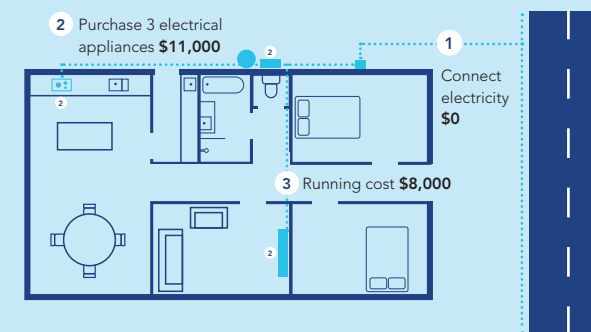 2 Purchase 3 electrical
appliances $11,000
1
Connect
electricity
$0
2
2
3 Running cost $8,000
2